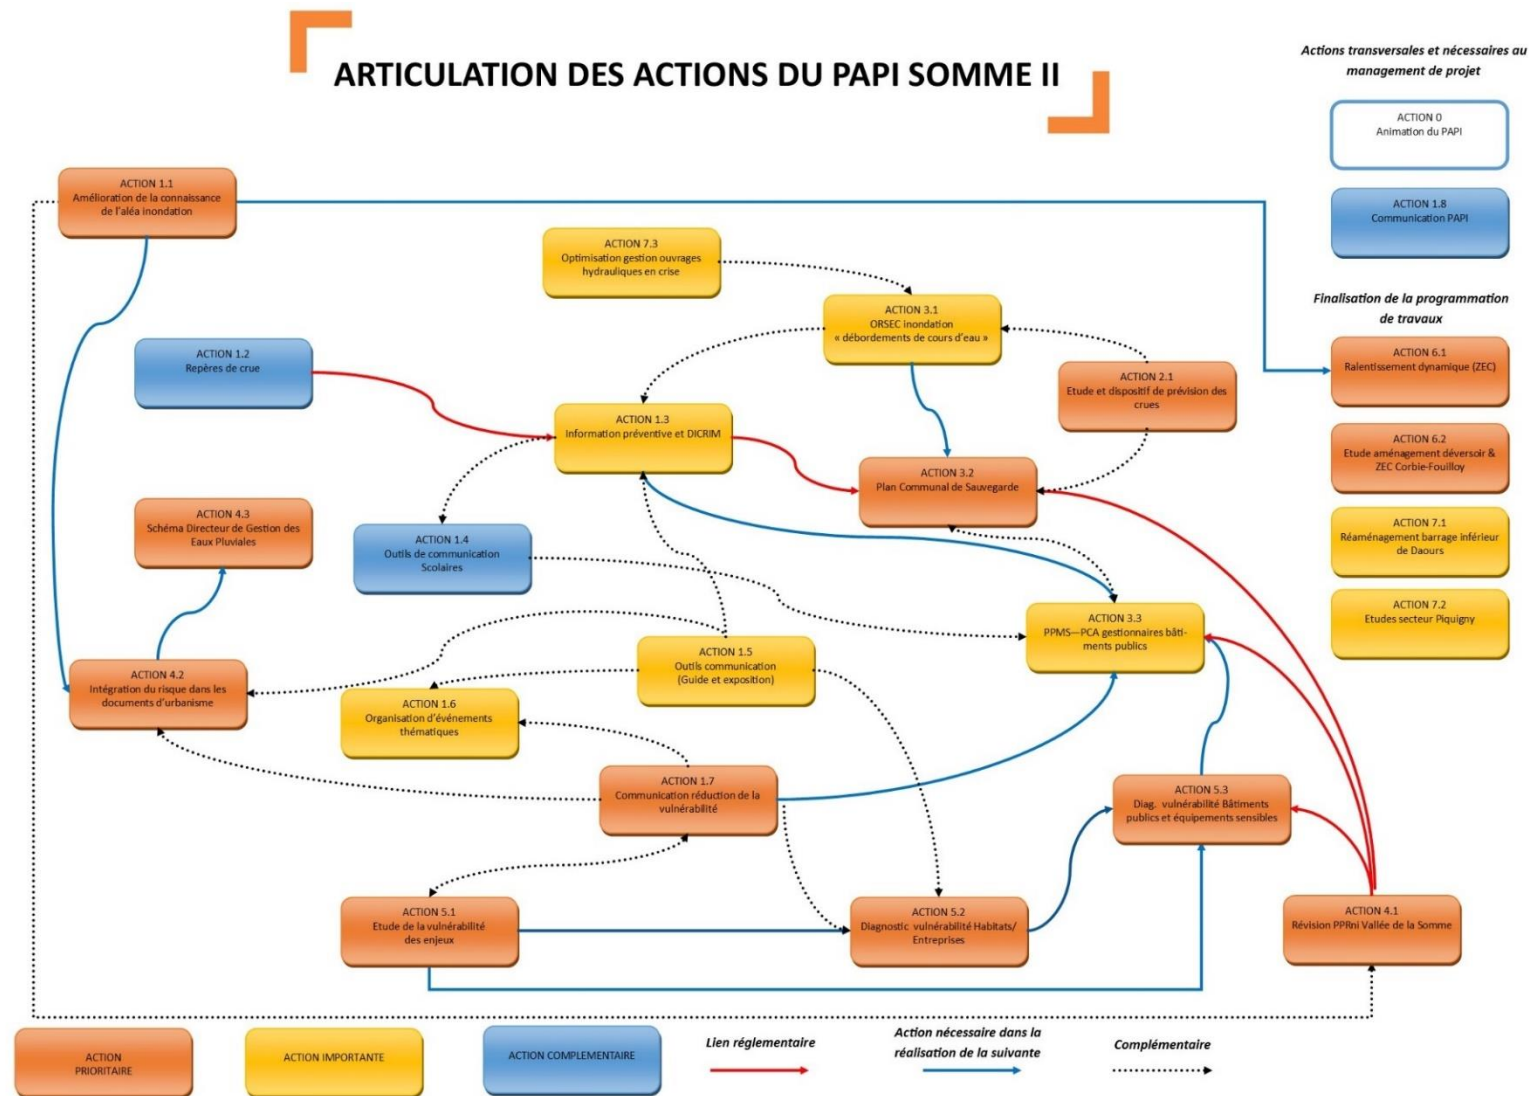 ARTICULATION DES ACTIONS DU PAPI SOMME II
Actions transversales et nécessaires au
management de projet
ACTION 0
Animation du PAPI
ACTION 1.8
Communication PAPI
Finalisation de la programmation
de travaux
ACTION 6.1
Ralentissement dynamique (ZEC)
ACTION 6.2
Etude aménagement déversoir &
ZEC Corbie-Fouilloy
ACTION 7.1
Réaménagement barrage inférieur
de Daours
ACTION 7.2
Etudes secteur Piquigny
ACTION 1.1
Amélioration de la connaissance
de l'aléa inondation
ACTION 7.3
Optimisation gestion ouvrages
hydrauliques en crise
ACTION 3.1
ORSEC inondation
« débordements de cours d'eau »
ACTION 1.2
Repères de crue
ACTION 2.1
Etude et dispositif de prévision des
crues
ACTION 1.3
Information préventive et DICRIM
ACTION 3.2
Plan Communal de Sauvegarde
ACTION 4.3
Schéma Directeur de Gestion des
Eaux Pluviales
ACTION 1.4
Outils de communication
Scolaires
ACTION 3.3
PPMS—PCA gestionnaires bâti-
ments publics
ACTION 1.5
Outils communication
(Guide et exposition)
ACTION 4.2
Intégration du risque dans les
documents d'urbanisme
ACTION 1.6
Organisation d'événements
thématiques
ACTION 1.7
Communication réduction de la
vulnérabilité
ACTION 5.3
Diag. vulnérabilité Bâtiments
publics et équipements sensibles
ACTION 5.1
Etude de la vulnérabilité
des enjeux
ACTION 5.2
Diagnostic vulnérabilité Habitats/
Entreprises
ACTION 4.1
Révision PPRni Vallée de la Somme
ACTION
PRIORITAIRE
ACTION IMPORTANTE
ACTION COMPLEMENTAIRE
Lien réglementaire
Action nécessaire dans la
réalisation de la suivante
Complémentaire